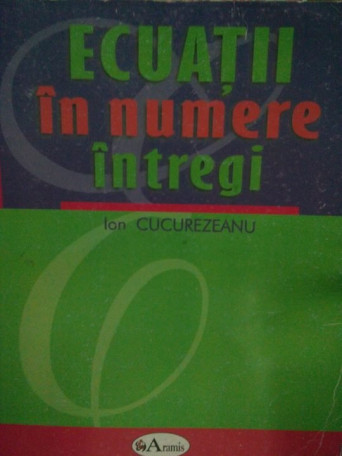 ECUAȚII
în numere
întregi
Ion CUCUREZEANU
Aramis